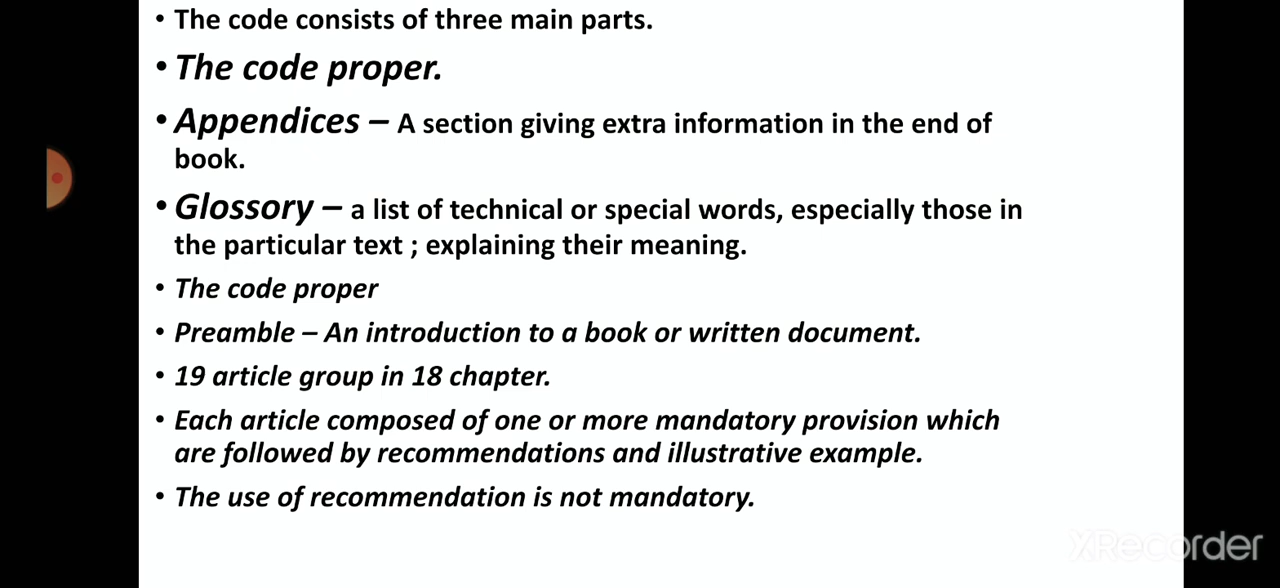 • The code consists of three main parts.
• The code proper.
• Appendices – A section giving extra information in the end of
book.
• Glossory – a list of technical or special words, especially those in
the particular text ; explaining their meaning.
• The code proper
• Preamble – An introduction to a book or written document.
• 19 article group in 18 chapter.
• Each article composed of one or more mandatory provision which
are followed by recommendations and illustrative example.
• The use of recommendation is not mandatory.
XRecorder